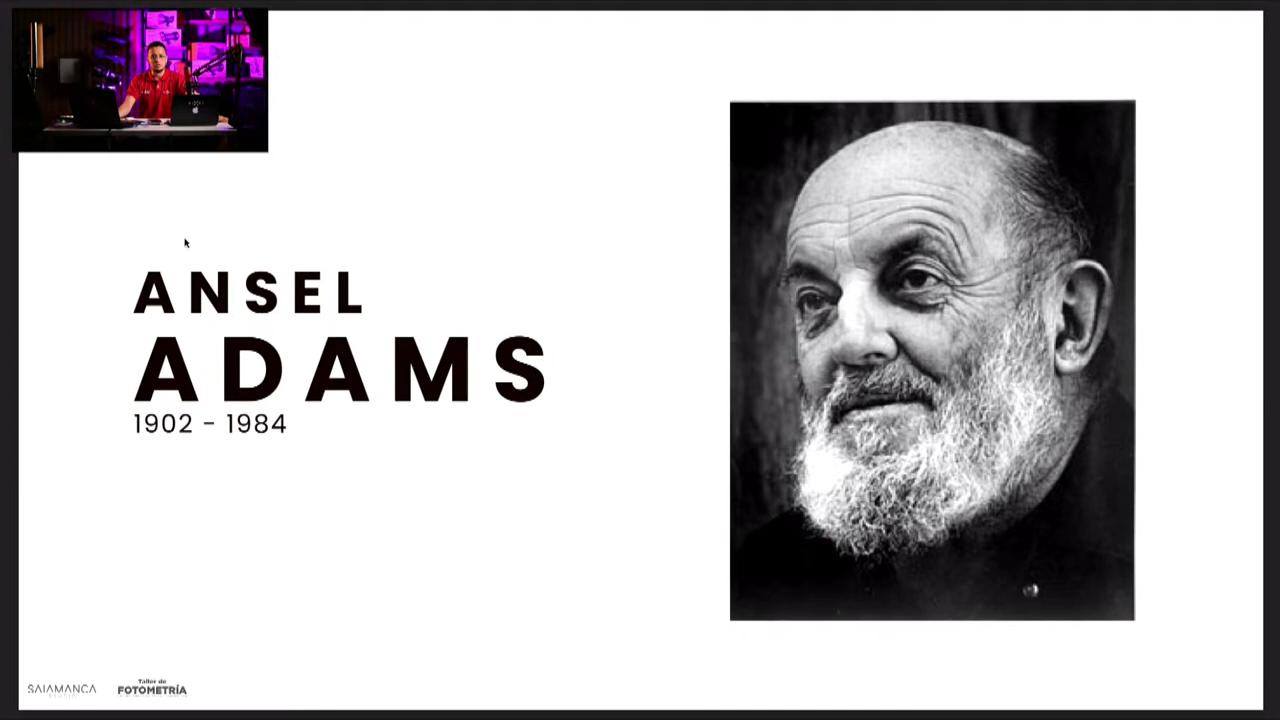 ANSEL
ADAMS
1902 - 1984
SALAMANCA
Taller de
FOTOMETRÍA